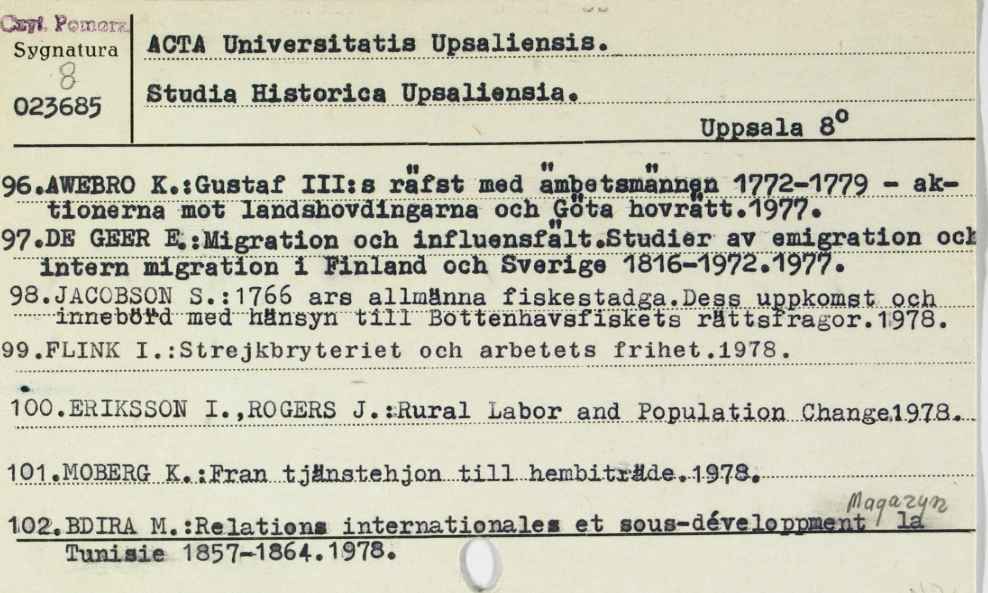 Czyt. Pomorz.
Sygnatura
8
023685
ACTA Universitatis Upsaliensis.
Studia Historica Upsaliensia.
Uppsala 8⁰
96.AWEBRO K.:Gustaf III:s räfst med ämbetsmännen 1772-1779 - ak-
tionerna mot landshovdingarna och Göta hovrätt.1977.
97.DE GEER E.:Migration och influensfält.Studier av emigration och
intern migration i Finland och Sverige 1816-1972.1977.
98.JACOBSON S.:1766 ars allmänna fiskestadga.Dess uppkomst och
innebörd med hänsyn till Bottenhavsfiskets rättsfragor.1978.
99.FLINK I.:Strejkbryteriet och arbetets frihet.1978.
100.ERIKSSON I.,ROGERS J.:Rural Labor and Population Change.1978.
101.MOBERG K.:Fran tjänstehjon till hembiträde.1978.
Magazyn
102.BDIRA M.:Relations internationales et sous-développment la
Tunisie 1857-1864.1978.